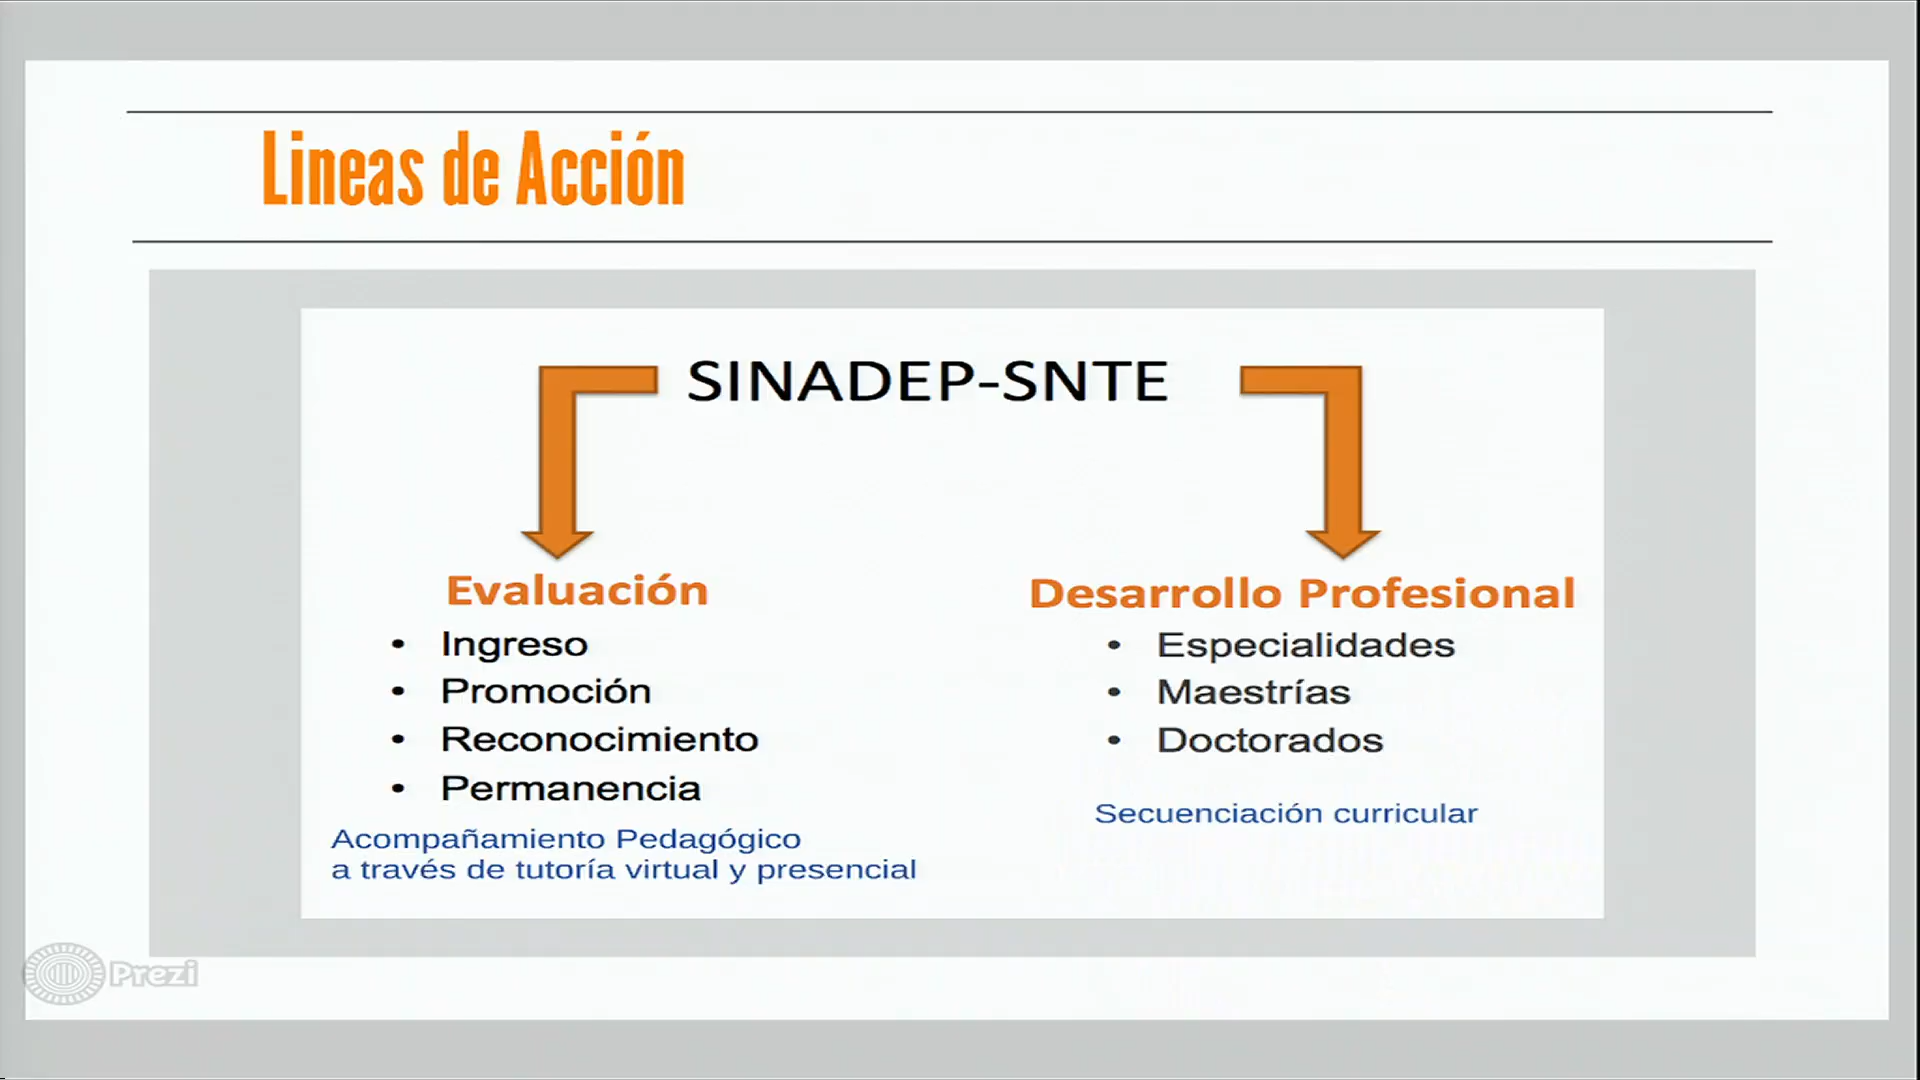 Lineas de Acción
SINADEP-SNTE
Evaluación
• Ingreso
• Promoción
• Reconocimiento
• Permanencia
Acompañamiento Pedagógico
a través de tutoría virtual y presencial
Desarrollo Profesional
• Especialidades
• Maestrías
• Doctorados
Secuenciación curricular
Prezi